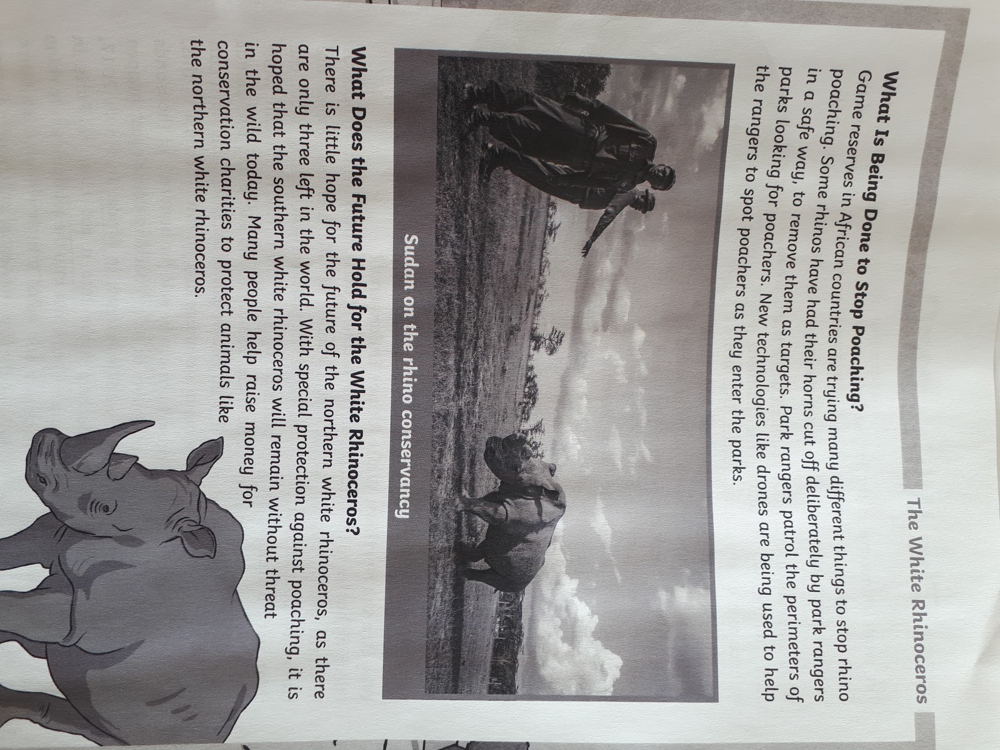 The White Rhinoceros
What Is Being Done to Stop Poaching?
Game reserves in African countries are trying many different things to stop rhino
poaching. Some rhinos have had their horns cut off deliberately by park rangers
in a safe way, to remove them as targets. Park rangers patrol the perimeters of
parks looking for poachers. New technologies like drones are being used to help
the rangers to spot poachers as they enter the parks.
Sudan on the rhino conservancy
What Does the Future Hold for the White Rhinoceros?
There is little hope for the future of the northern white rhinoceros, as there
are only three left in the world. With special protection against poaching, it is
hoped that the southern white rhinoceros will remain without threat
in the wild today. Many people help raise money for
conservation charities to protect animals like
the northern white rhinoceros.